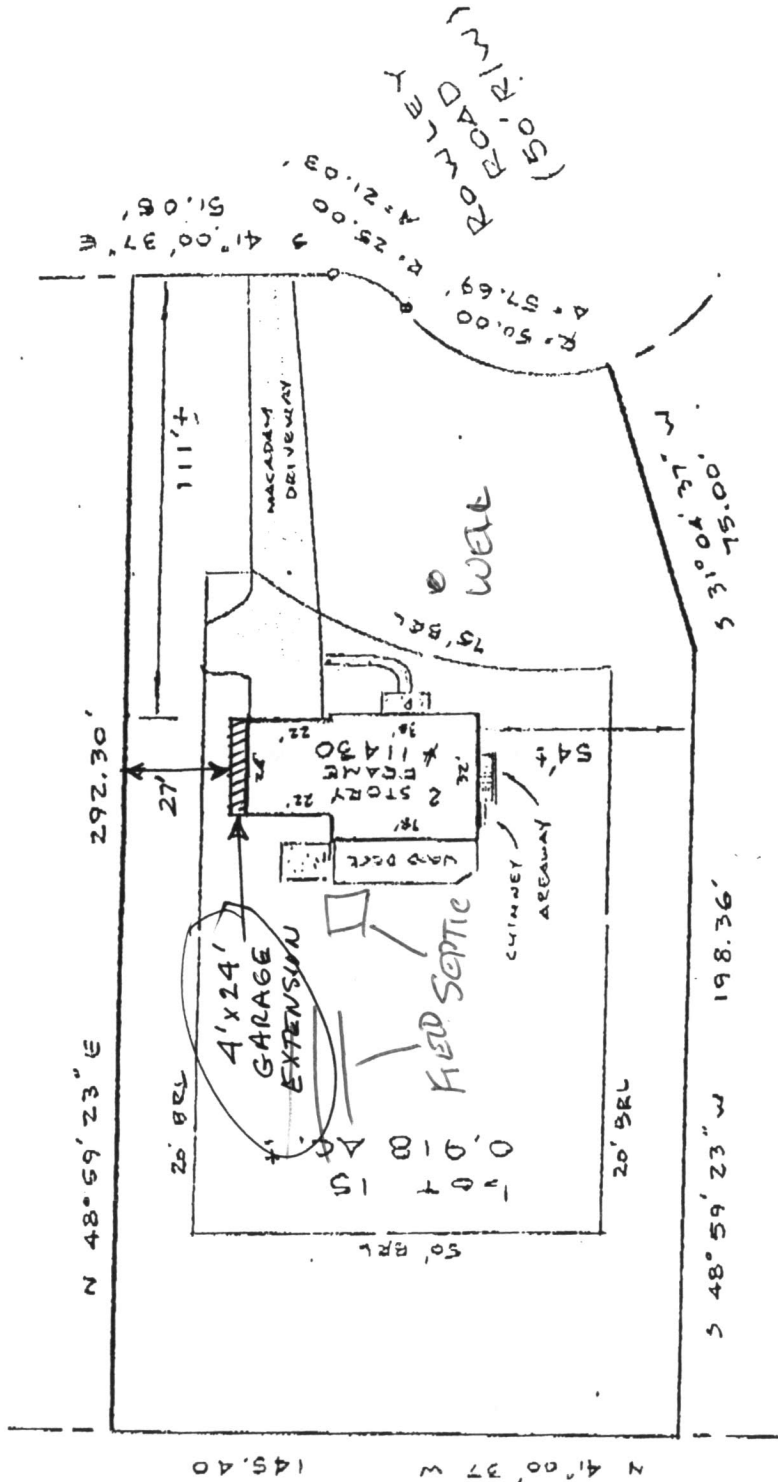 ROWLEY
ROAD
(50' R/W)
S 41° 00' 37" E
51.08'
R= 25.00
A= 21.03'
R= 50.00
A= 57.69'
S 31° 04' 37" W
75.00'
111'±
MACADAM
DRIVEWAY
WELL
75' BRL
292.30'
27'
22'
24'
22'
38'
38'
32'
2 STORY
FRAME
# 11430
P
54'±
WOOD DECK
CHIMNEY
AREAWAY
4'x24'
GARAGE
EXTENSION
SEPTIC
FIELD
N 48° 59' 23" E
20' BRL
LOT 15
0.918 AC.±
20' BRL
50' BRL
198.36'
S 48° 59' 23" W
N 41° 00' 37" W
145.40